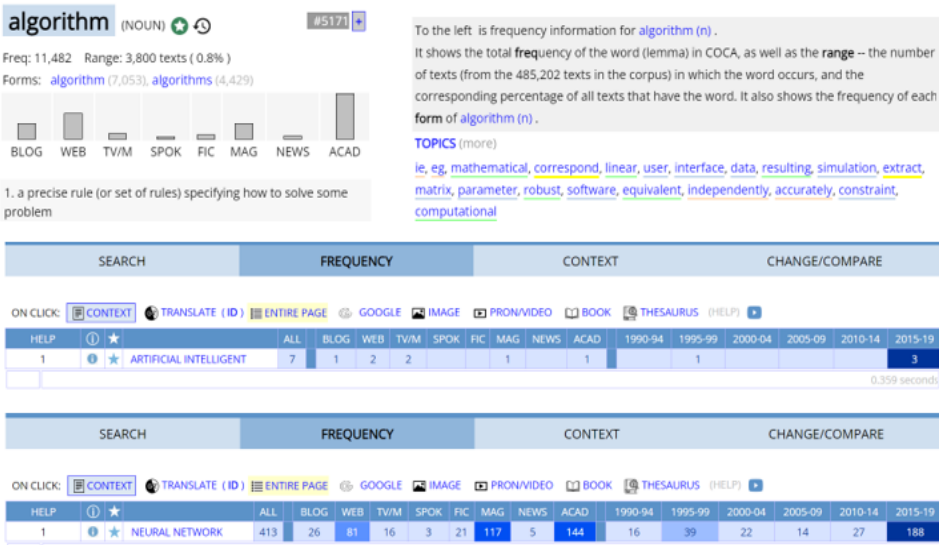 algorithm (NOUN) #5171 +
Freq: 11,482 Range: 3,800 texts ( 0.8% )
Forms: algorithm (7,053), algorithms (4,429)
BLOG WEB TV/M SPOK FIC MAG NEWS ACAD
1. a precise rule (or set of rules) specifying how to solve some
problem
To the left is frequency information for algorithm (n) .
It shows the total frequency of the word (lemma) in COCA, as well as the range -- the number
of texts (from the 485,202 texts in the corpus) in which the word occurs, and the
corresponding percentage of all texts that have the word. It also shows the frequency of each
form of algorithm (n) .
TOPICS (more)
ie, eg, mathematical, correspond, linear, user, interface, data, resulting, simulation, extract,
matrix, parameter, robust, software, equivalent, independently, accurately, constraint,
computational
SEARCH FREQUENCY CONTEXT CHANGE/COMPARE
ON CLICK: CONTEXT TRANSLATE ( ID ) ENTIRE PAGE G GOOGLE IMAGE PRON/VIDEO BOOK THESAURUS (HELP)
HELP ALL BLOG WEB TV/M SPOK FIC MAG NEWS ACAD 1990-94 1995-99 2000-04 2005-09 2010-14 2015-19
1 ARTIFICIAL INTELLIGENT 7 1 2 2 1 1 1 3
0.359 seconds
SEARCH FREQUENCY CONTEXT CHANGE/COMPARE
ON CLICK: CONTEXT TRANSLATE ( ID ) ENTIRE PAGE G GOOGLE IMAGE PRON/VIDEO BOOK THESAURUS (HELP)
HELP ALL BLOG WEB TV/M SPOK FIC MAG NEWS ACAD 1990-94 1995-99 2000-04 2005-09 2010-14 2015-19
1 NEURAL NETWORK 413 26 81 16 3 21 117 5 144 16 39 22 14 27 188